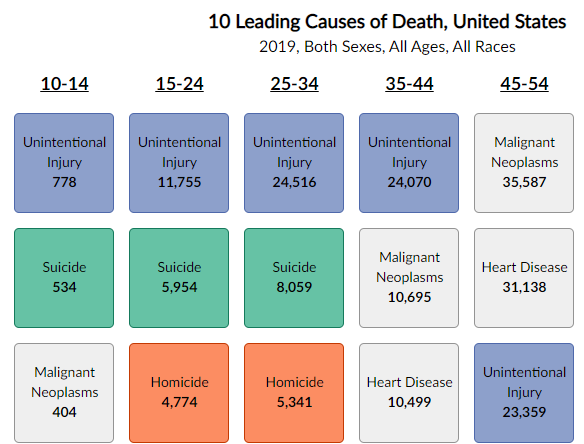 10 Leading Causes of Death, United States
2019, Both Sexes, All Ages, All Races
10-14
15-24
25-34
35-44
45-54
Unintentional
Injury
778
Unintentional
Injury
11,755
Unintentional
Injury
24,516
Unintentional
Injury
24,070
Malignant
Neoplasms
35,587
Suicide
534
Suicide
5,954
Suicide
8,059
Malignant
Neoplasms
10,695
Heart Disease
31,138
Malignant
Neoplasms
404
Homicide
4,774
Homicide
5,341
Heart Disease
10,499
Unintentional
Injury
23,359